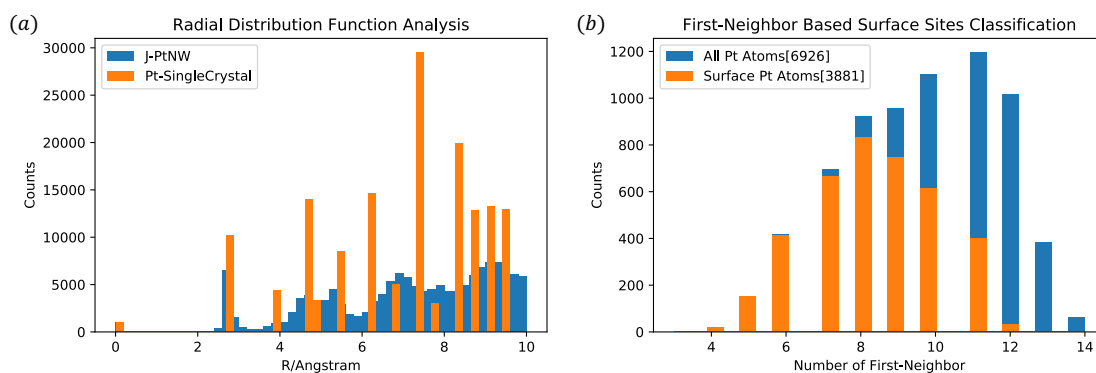 (a)
Radial Distribution Function Analysis
J-PtNW
Pt-SingleCrystal
30000
25000
20000
15000
10000
5000
0
Counts
0 2 4 6 8 10
R/Angstram
(b)
First-Neighbor Based Surface Sites Classification
All Pt Atoms[6926]
Surface Pt Atoms[3881]
1200
1000
800
600
400
200
0
Counts
4 6 8 10 12 14
Number of First-Neighbor